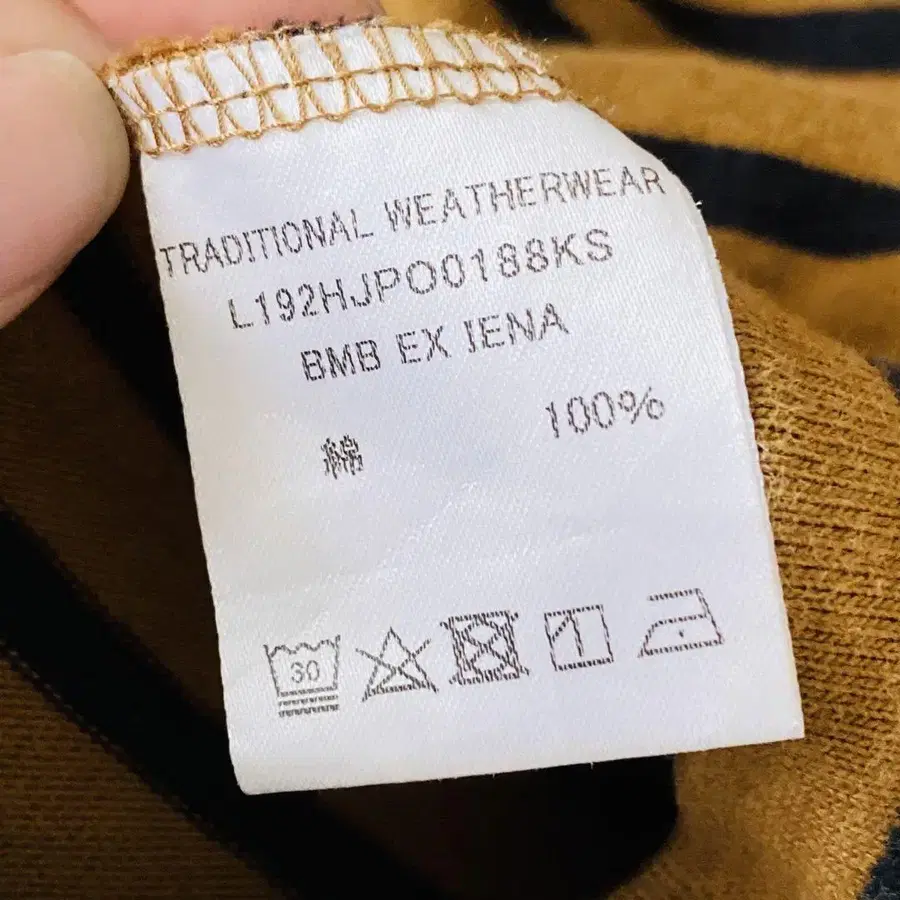 TRADITIONAL WEATHERWEAR
L192HJPO0188KS
BMB EX IENA
綿 100%
30